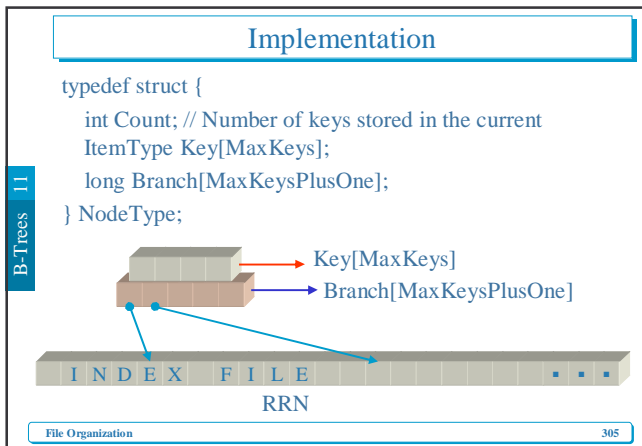 Implementation
typedef struct {
int Count; // Number of keys stored in the current
ItemType Key[MaxKeys];
long Branch[MaxKeysPlusOne];
} NodeType;
B-Trees 11
Key[MaxKeys]
Branch[MaxKeysPlusOne]
I N D E X F I L E . . .
RRN
File Organization 305